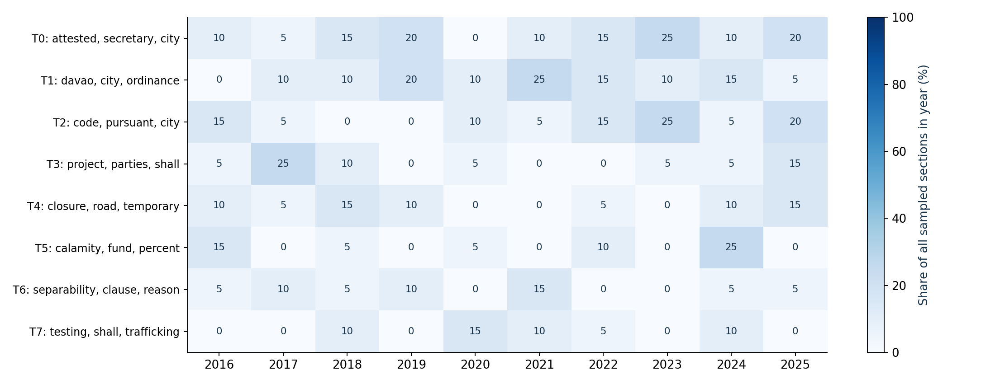 T0: attested, secretary, city 10 5 15 20 0 10 15 25 10 20
T1: davao, city, ordinance 0 10 10 20 10 25 15 10 15 5
T2: code, pursuant, city 15 5 0 0 10 5 15 25 5 20
T3: project, parties, shall 5 25 10 0 5 0 0 5 5 15
T4: closure, road, temporary 10 5 15 10 0 0 5 0 10 15
T5: calamity, fund, percent 15 0 5 0 5 0 10 0 25 0
T6: separability, clause, reason 5 10 5 10 0 15 0 0 5 5
T7: testing, shall, trafficking 0 0 10 0 15 10 5 0 10 0
2016 2017 2018 2019 2020 2021 2022 2023 2024 2025
100
80
60
40
20
0
Share of all sampled sections in year (%)